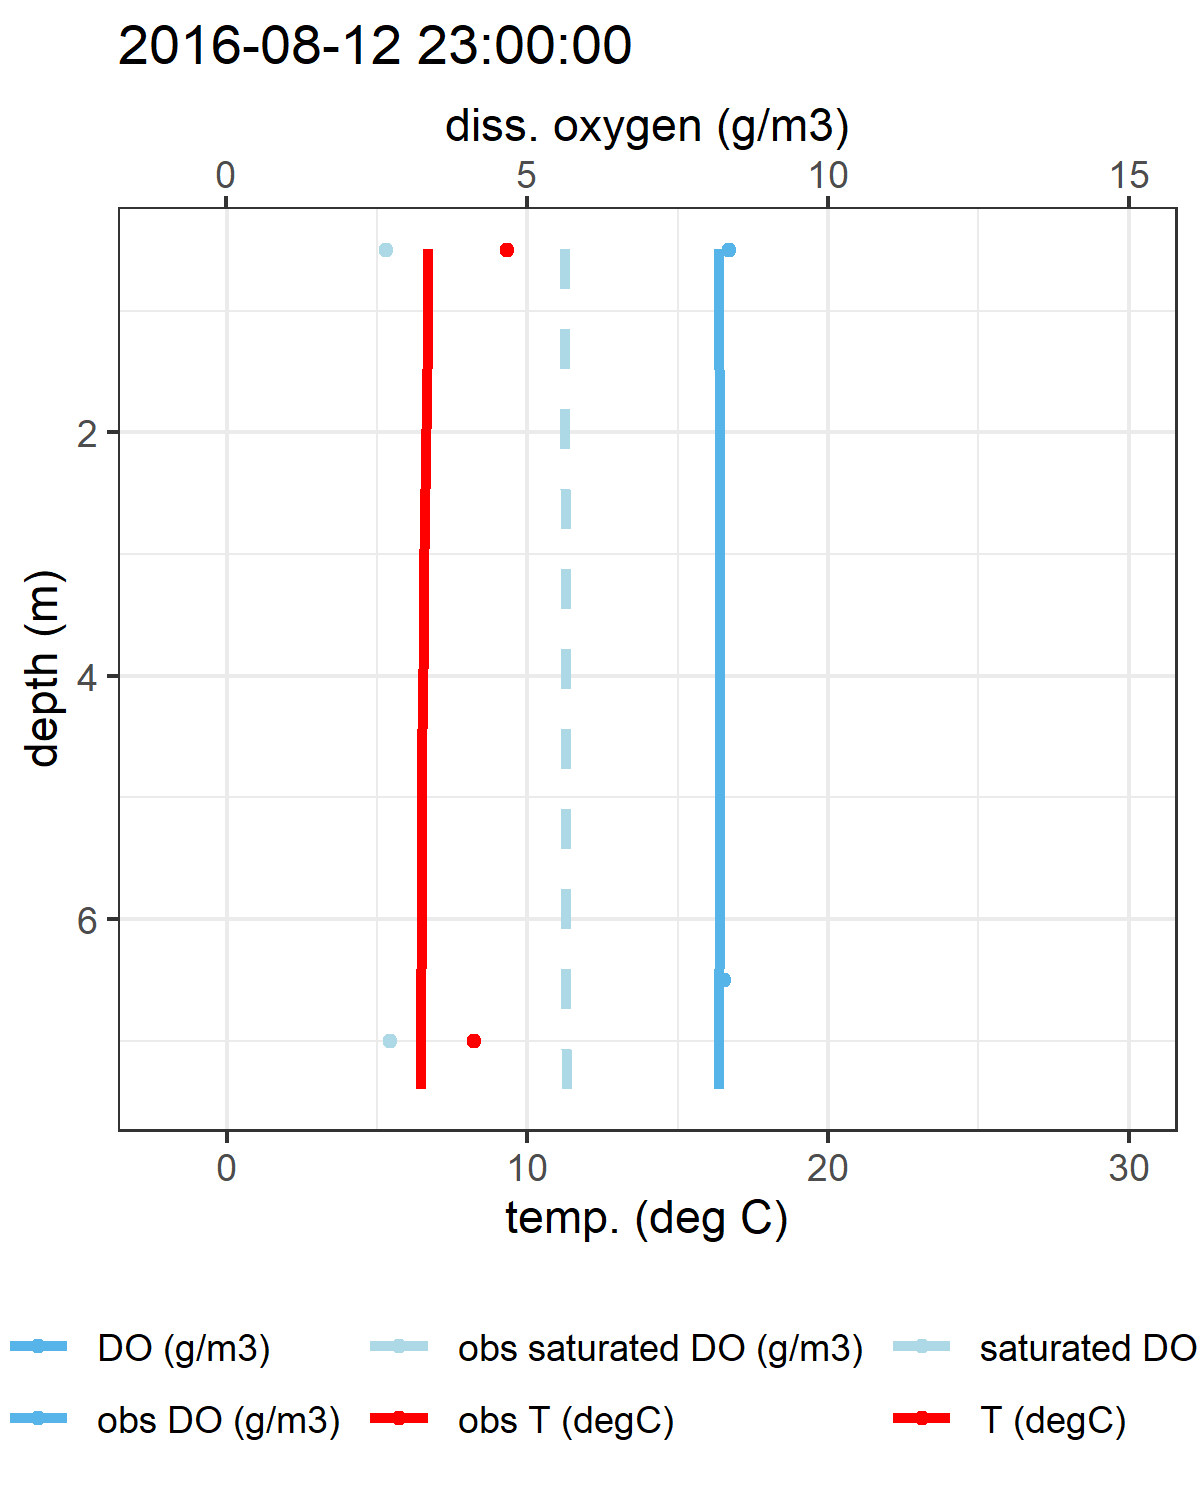 2016-08-12 23:00:00
diss. oxygen (g/m3)
0 5 10 15
depth (m)
2
4
6
0 10 20 30
temp. (deg C)
DO (g/m3) obs saturated DO (g/m3) saturated DO
obs DO (g/m3) obs T (degC) T (degC)